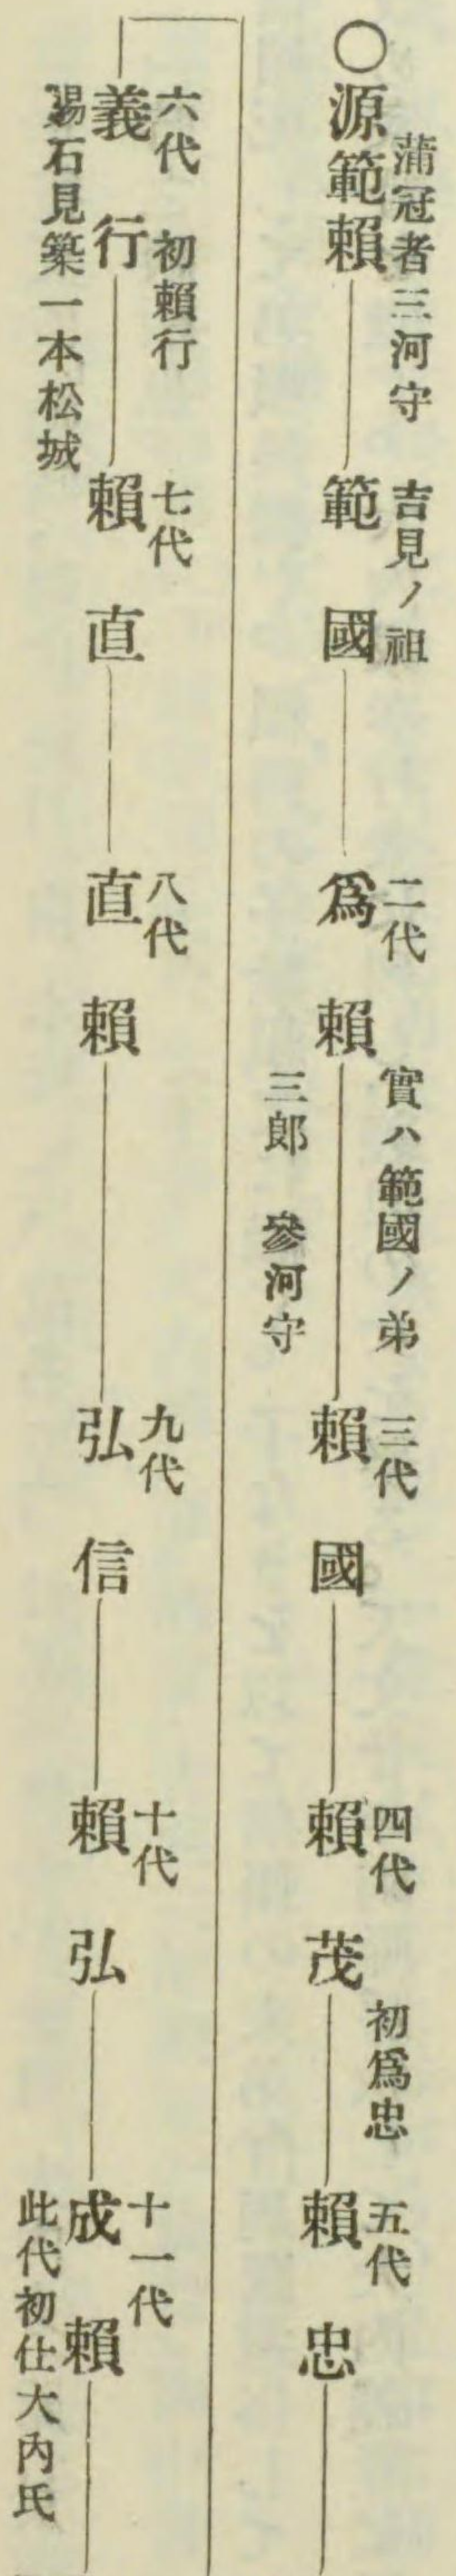 ○源範賴
蒲冠者 三河守
範國
吉見ノ祖
爲賴
二代
實ハ範國ノ弟
三郎 參河守
賴國
三代
賴茂
四代
初爲忠
賴忠
五代
義行
六代 初賴行
賜石見築一本松城
賴直
七代
直賴
八代
弘信
九代
賴弘
十代
成賴
十一代
此代初仕大內氏